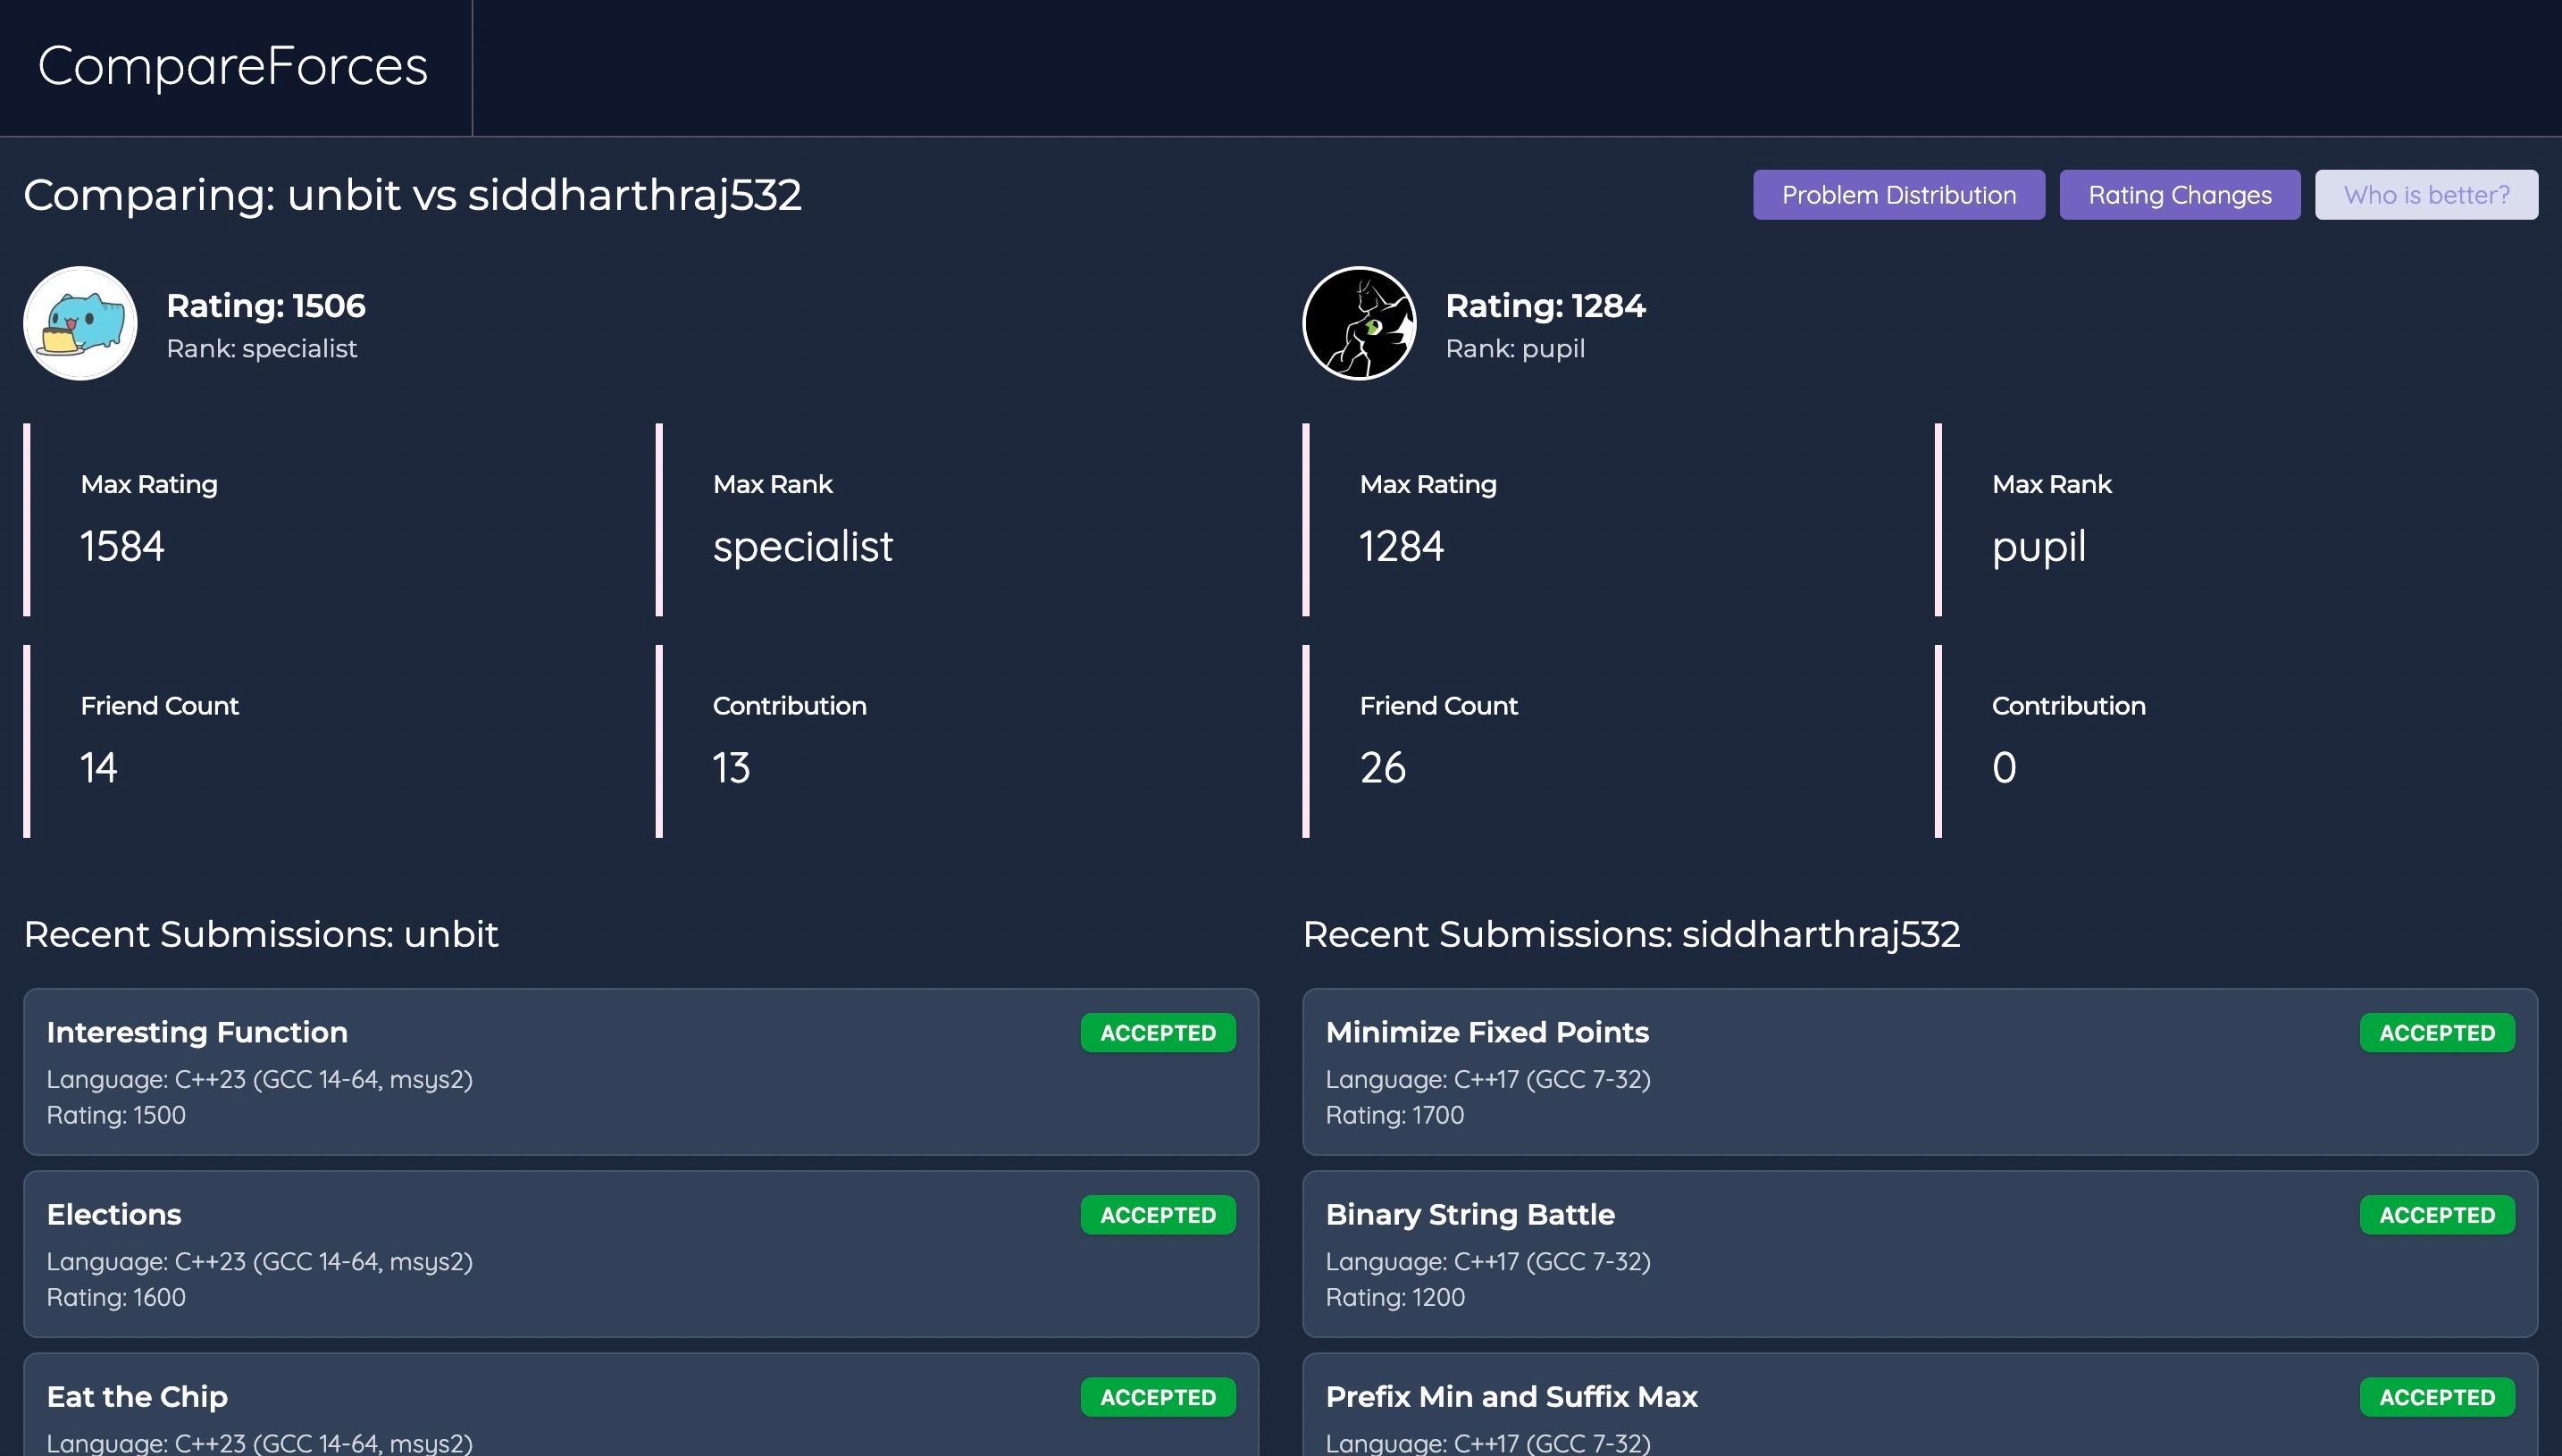 CompareForces
Comparing: unbit vs siddharthraj532
Problem Distribution
Rating Changes
Who is better?
Rating: 1506
Rank: specialist
Max Rating
1584
Max Rank
specialist
Friend Count
14
Contribution
13
Rating: 1284
Rank: pupil
Max Rating
1284
Max Rank
pupil
Friend Count
26
Contribution
0
Recent Submissions: unbit
Interesting Function
ACCEPTED
Language: C++23 (GCC 14-64, msys2)
Rating: 1500
Elections
ACCEPTED
Language: C++23 (GCC 14-64, msys2)
Rating: 1600
Eat the Chip
ACCEPTED
Language: C++23 (GCC 14-64, msys2)
Recent Submissions: siddharthraj532
Minimize Fixed Points
ACCEPTED
Language: C++17 (GCC 7-32)
Rating: 1700
Binary String Battle
ACCEPTED
Language: C++17 (GCC 7-32)
Rating: 1200
Prefix Min and Suffix Max
ACCEPTED
Language: C++17 (GCC 7-32)